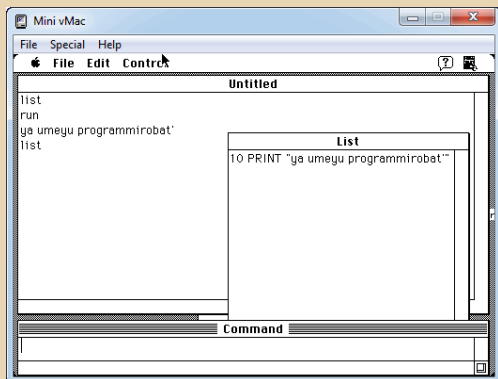 Mini vMac
File Special Help
File Edit Contro
Untitled
list
run
ya umeyu programmirobat'
list
List
10 PRINT "ya umeyu programmirobat'"
Command